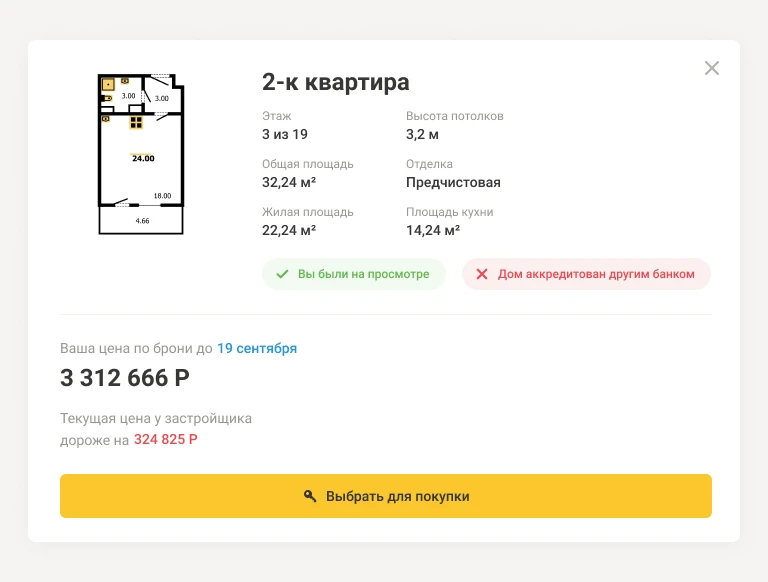 2-к квартира
Этаж
3 из 19
Высота потолков
3,2 м
Общая площадь
32,24 м²
Отделка
Предчистовая
Жилая площадь
22,24 м²
Площадь кухни
14,24 м²
3.00
3.00
24.00
18.00
4.66
Вы были на просмотре
Дом аккредитован другим банком
Ваша цена по брони до 19 сентября
3 312 666 Р
Текущая цена у застройщика
дороже на 324 825 Р
Выбрать для покупки